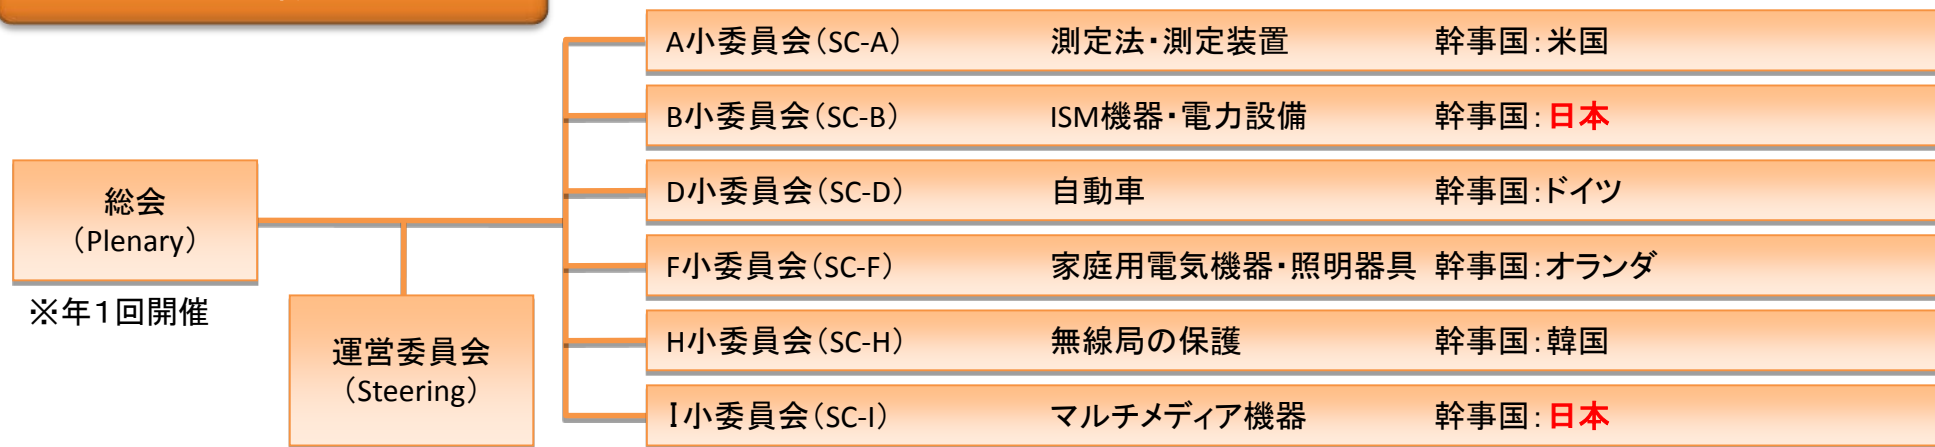 A小委員会（SC-A） 測定法・測定装置 幹事国：米国
B小委員会（SC-B） ISM機器・電力設備 幹事国：日本
D小委員会（SC-D） 自動車 幹事国：ドイツ
F小委員会（SC-F） 家庭用電気機器・照明器具 幹事国：オランダ
H小委員会（SC-H） 無線局の保護 幹事国：韓国
I小委員会（SC-I） マルチメディア機器 幹事国：日本
総会
（Plenary）
※年１回開催
運営委員会
（Steering）